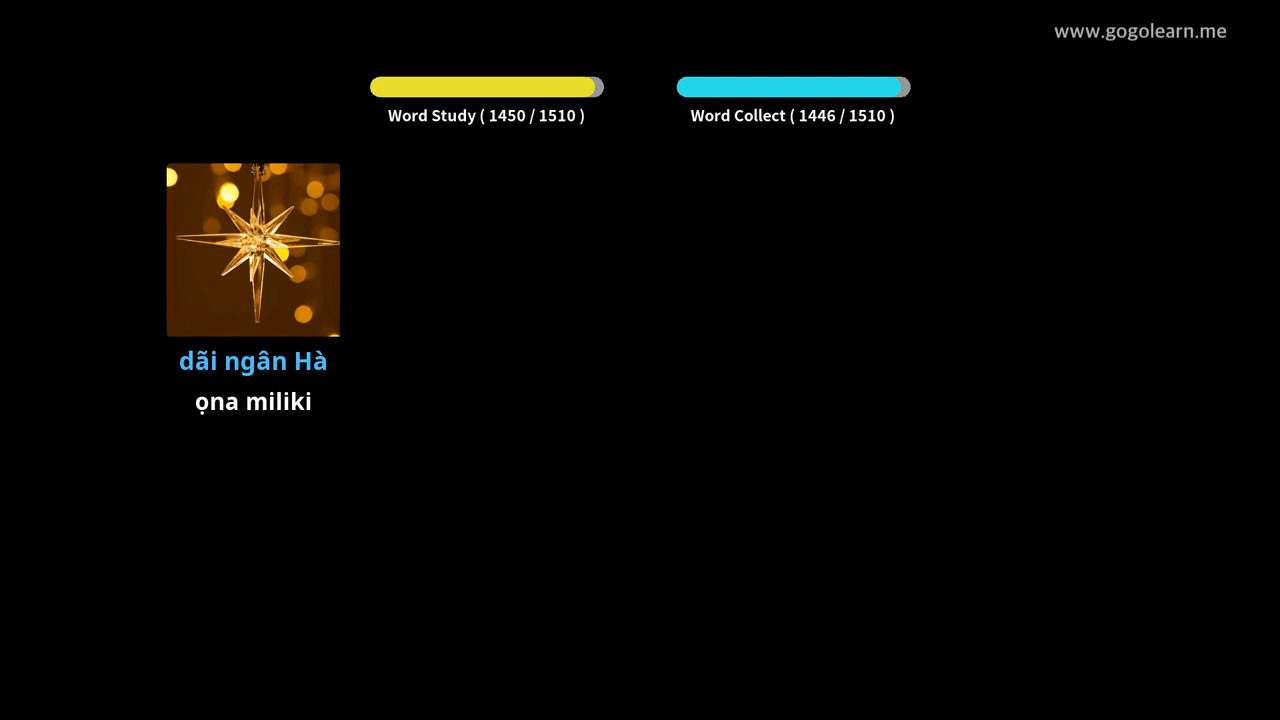 www.gogolearn.me
Word Study ( 1450 / 1510 )
Word Collect ( 1446 / 1510 )
dãi ngân Hà
ọna miliki